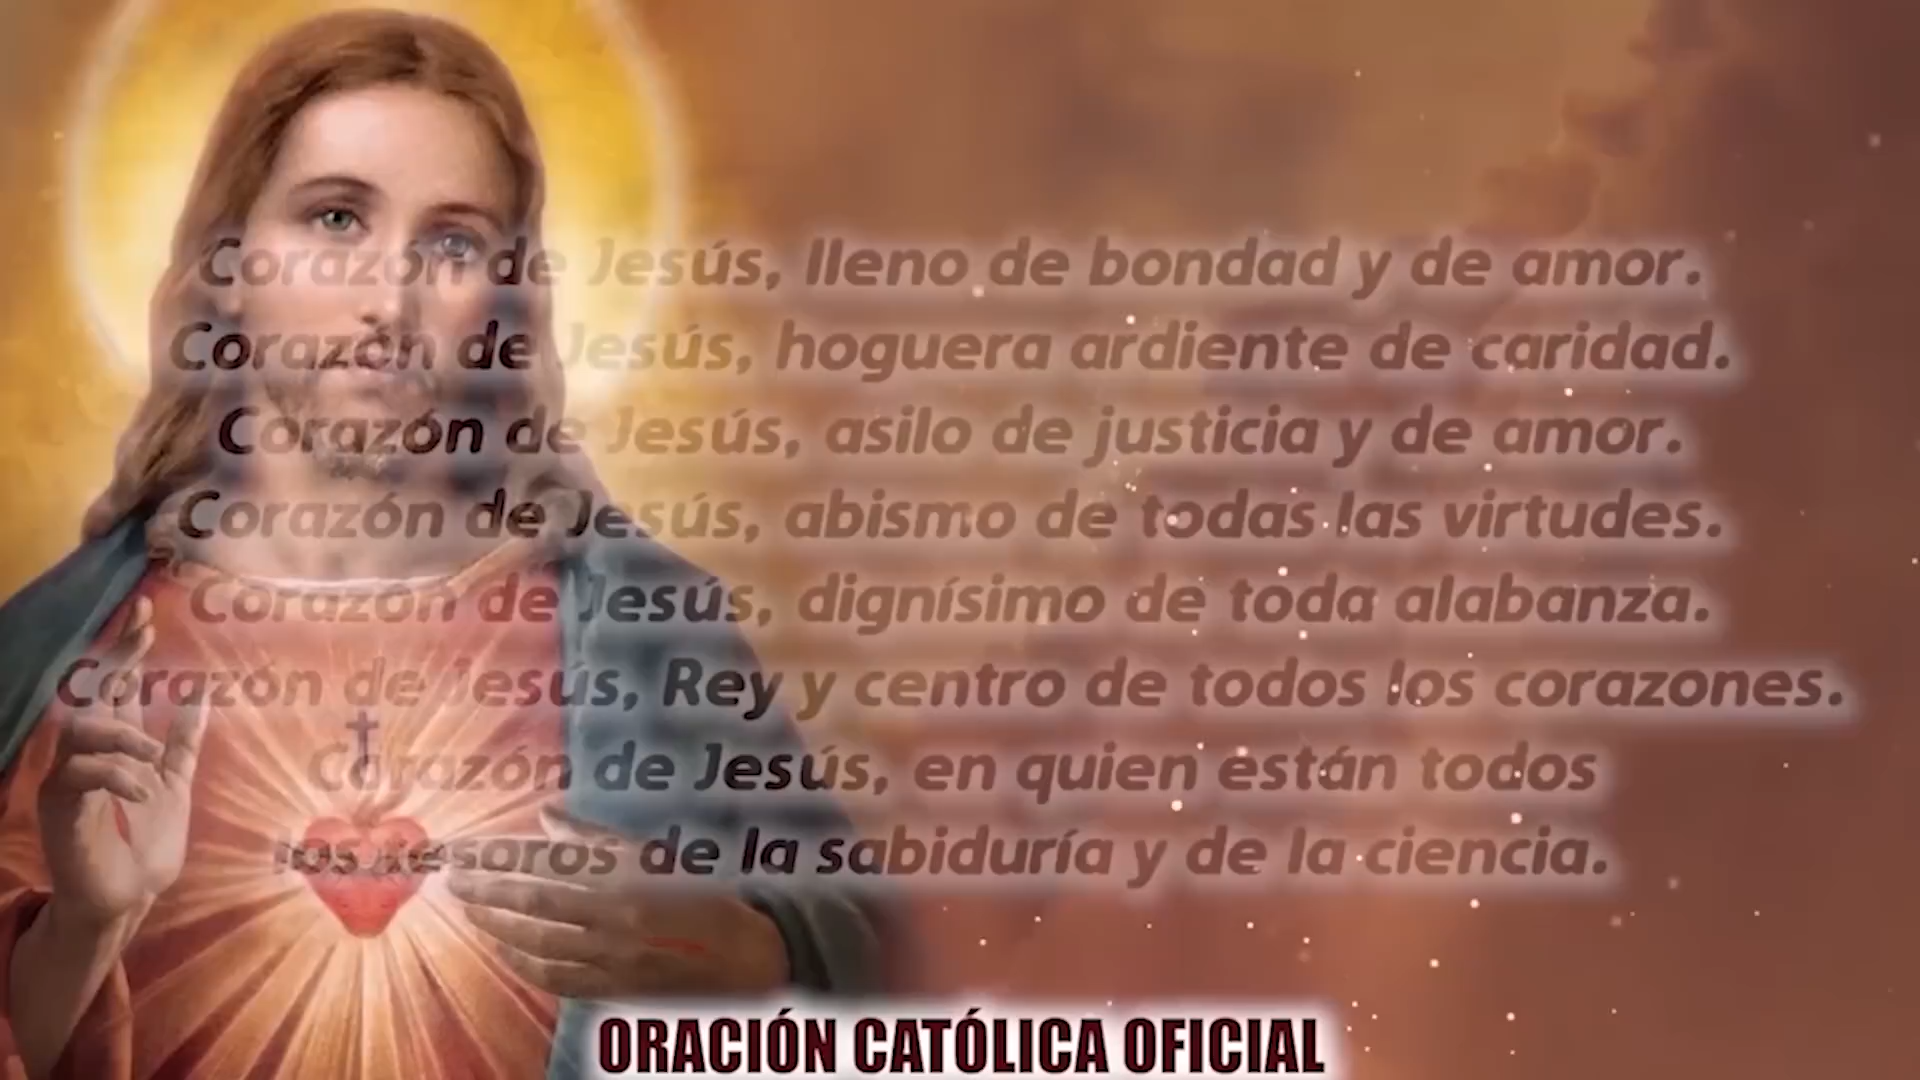 Corazón de Jesús, lleno de bondad y de amor.
Corazón de Jesús, hoguera ardiente de caridad.
Corazón de Jesús, asilo de justicia y de amor.
Corazón de Jesús, abismo de todas las virtudes.
Corazón de Jesús, dignísimo de toda alabanza.
Corazón de Jesús, Rey y centro de todos los corazones.
Corazón de Jesús, en quien están todos
los tesoros de la sabiduría y de la ciencia.
ORACIÓN CATÓLICA OFICIAL